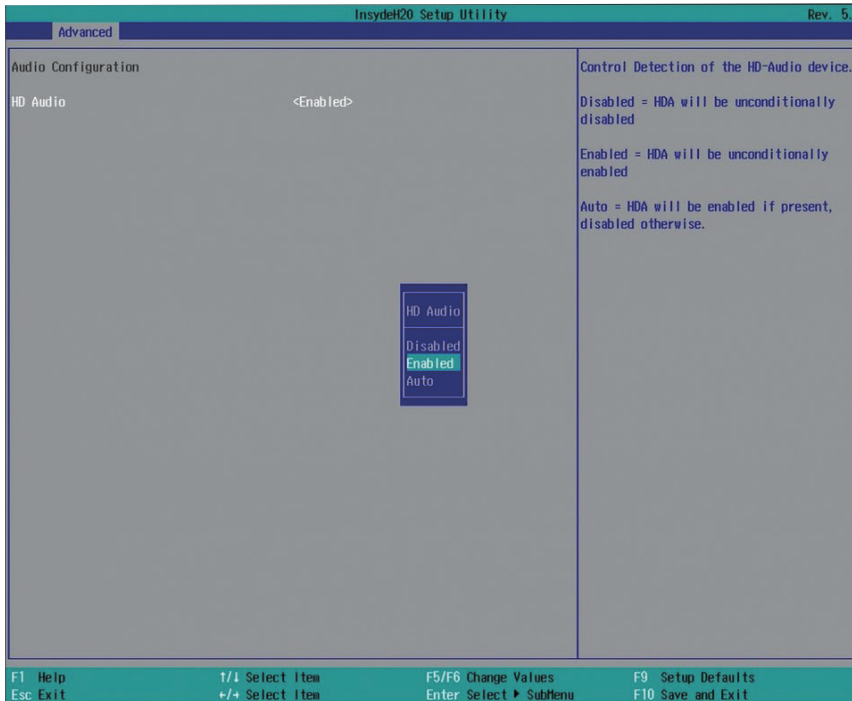 InsydeH20 Setup Utility Rev. 5.
Advanced
Audio Configuration
HD Audio <Enabled>
Control Detection of the HD-Audio device.
Disabled = HDA will be unconditionally
disabled
Enabled = HDA will be unconditionally
enabled
Auto = HDA will be enabled if present,
disabled otherwise.
HD Audio
Disabled
Enabled
Auto
F1 Help ↑/↓ Select Item F5/F6 Change Values F9 Setup Defaults
Esc Exit ←/→ Select Item Enter Select ▶ SubMenu F10 Save and Exit